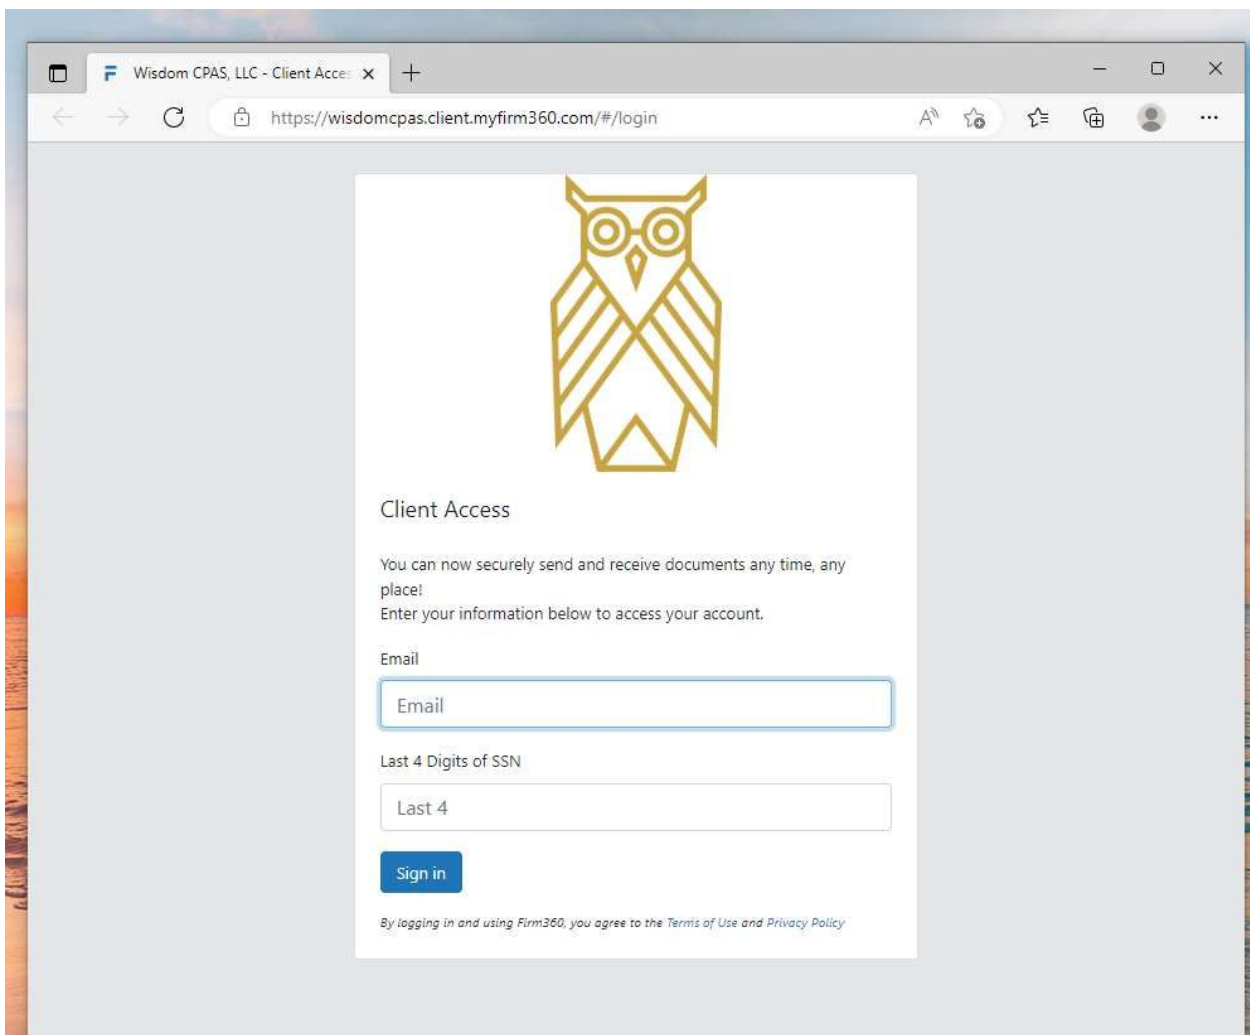 Wisdom CPAS, LLC - Client Acces
https://wisdomcpas.client.myfirm360.com/#/login
Client Access
You can now securely send and receive documents any time, any
place!
Enter your information below to access your account.
Email
Email
Last 4 Digits of SSN
Last 4
Sign in
By logging in and using Firm360, you agree to the Terms of Use and Privacy Policy